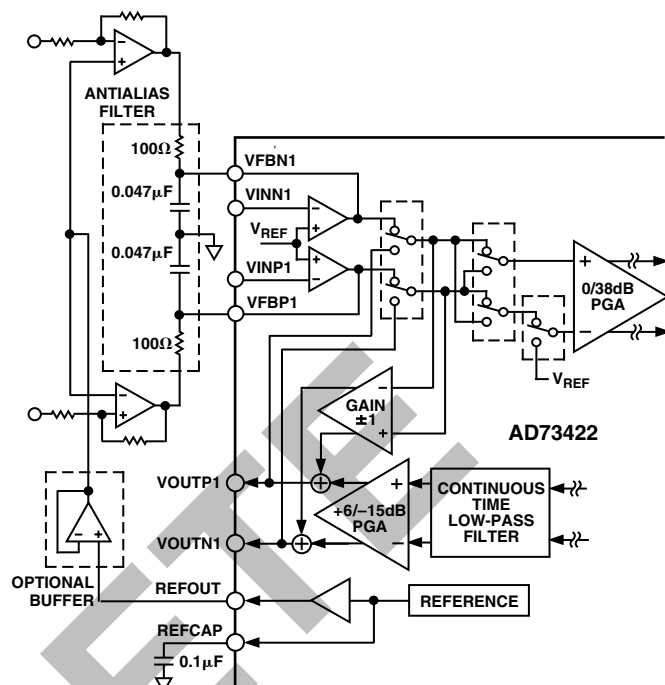 ANTIALIAS
FILTER
100Ω
0.047μF
0.047μF
100Ω
VFBN1
VINN1
VREF
VINP1
VFBP1
+
-
-
+
-
+
+
-
+
-
0/38dB
PGA
VREF
-
GAIN
±1
+
AD73422
VOUTP1
+
+6/–15dB
PGA
+
-
CONTINUOUS
TIME
LOW-PASS
FILTER
VOUTN1
+
-
+
OPTIONAL
BUFFER
REFOUT
REFERENCE
REFCAP
0.1μF